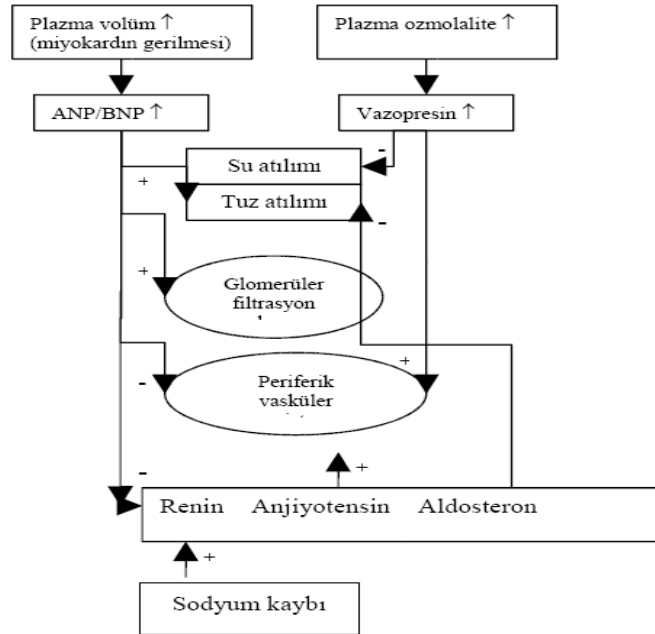 Plazma volüm ↑
(miyokardın gerilmesi)
Plazma ozmolalite ↑
ANP/BNP ↑
Vazopresin ↑
-
Su atılımı
+
Tuz atılımı
-
+
Glomerüler
filtrasyon
+
-
Periferik
vasküler
-
+
Renin Anjiyotensin Aldosteron
+
Sodyum kaybı